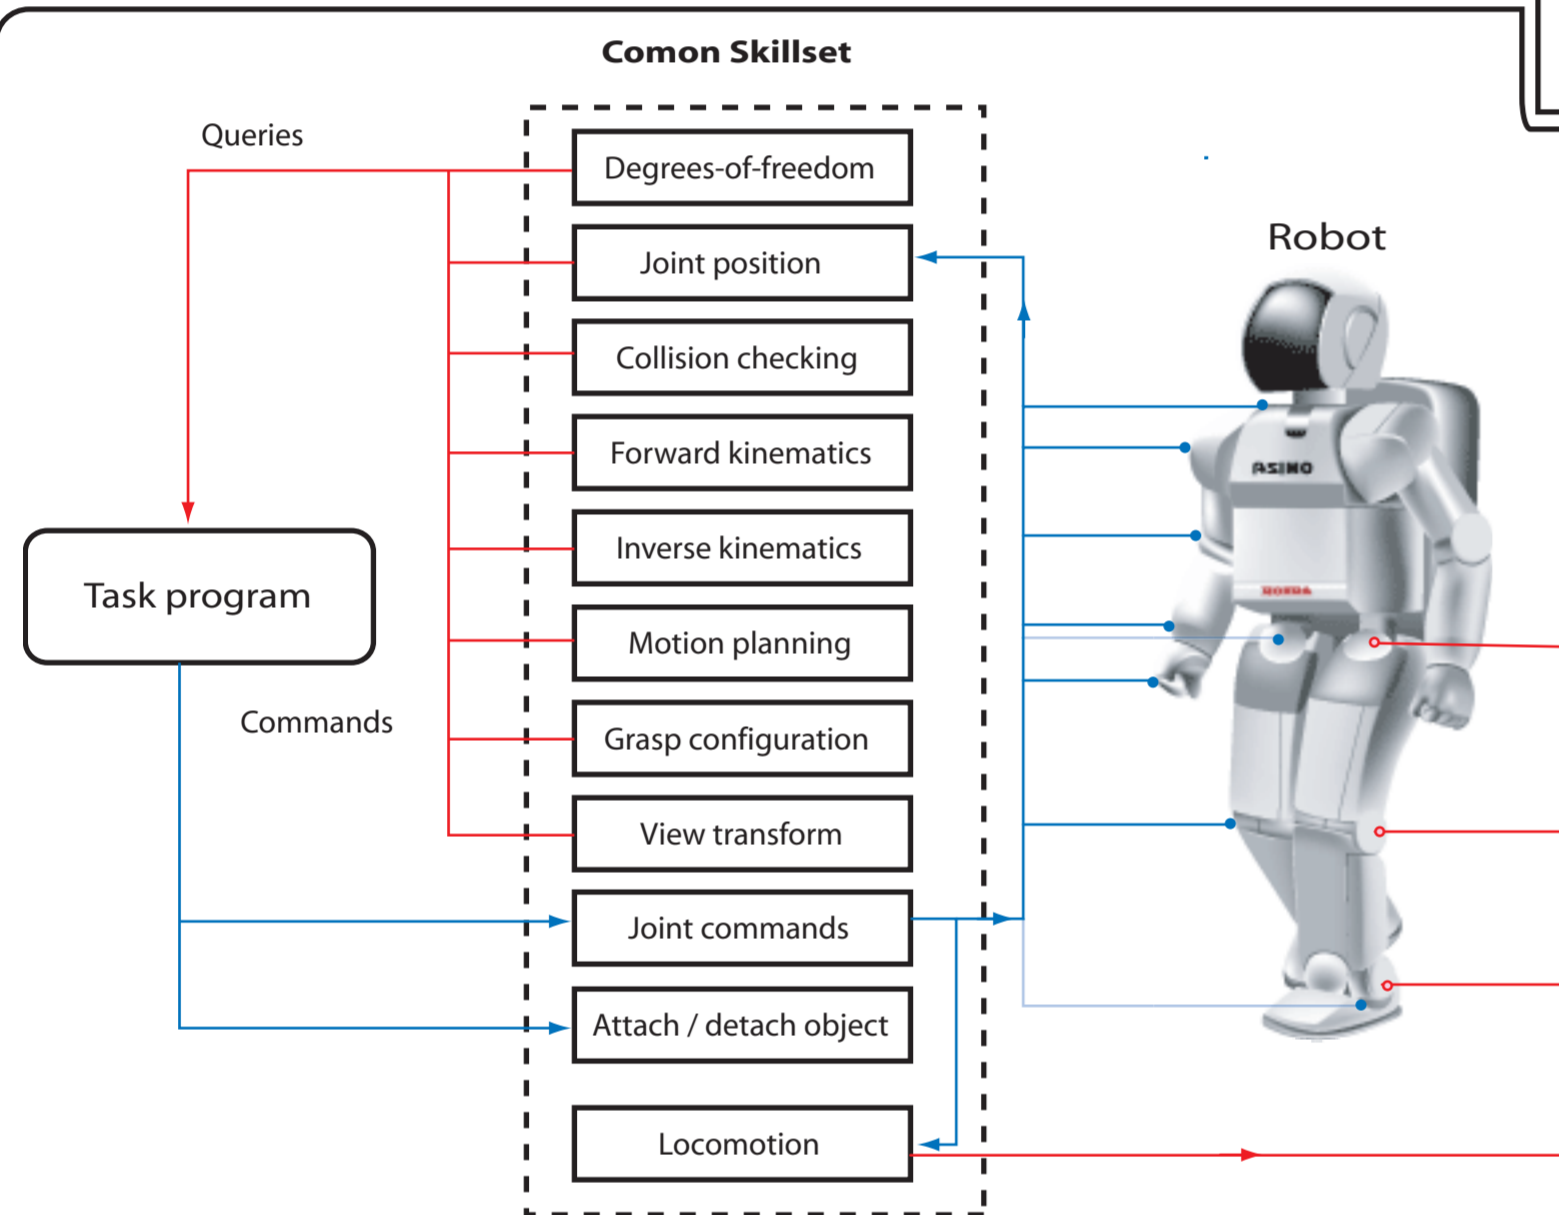 Comon Skillset
Queries
Degrees-of-freedom
Joint position
Robot
Collision checking
Forward kinematics
ASIMO
Inverse kinematics
Task program
HONDA
Motion planning
Commands
Grasp configuration
View transform
Joint commands
Attach / detach object
Locomotion